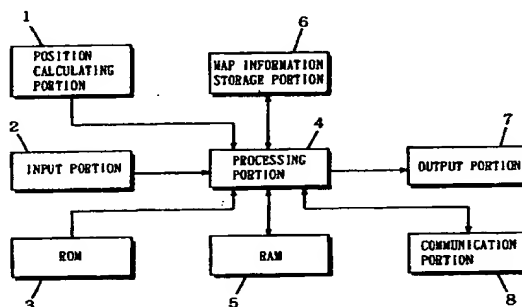 1
POSITION
CALCULATING
PORTION
6
MAP INFORMATION
STORAGE PORTION
2
INPUT PORTION
4
PROCESSING
PORTION
7
OUTPUT PORTION
ROM
3
RAM
5
COMMUNICATION
PORTION
8